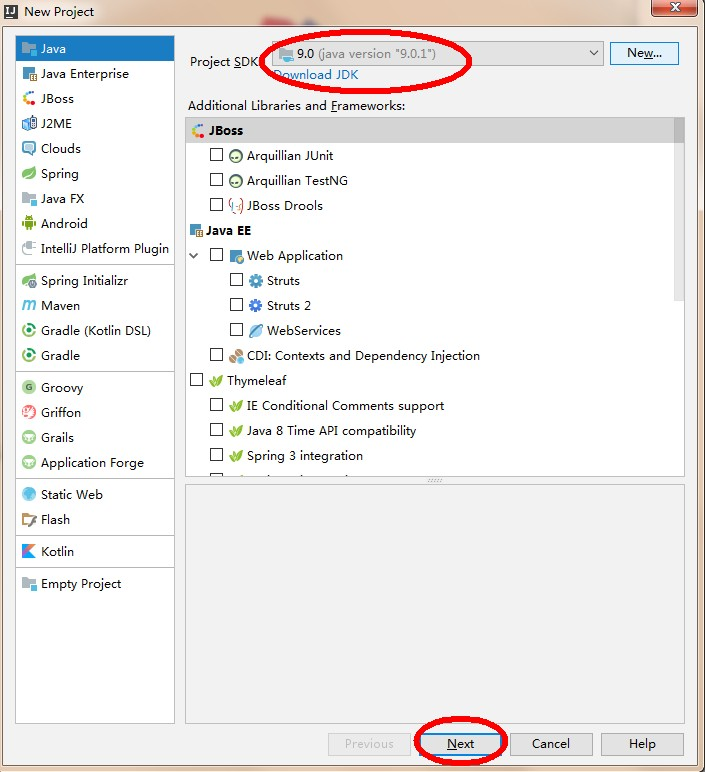 New Project
Java
Java Enterprise
JBoss
J2ME
Clouds
Spring
Java FX
Android
IntelliJ Platform Plugin
Spring Initializr
Maven
Gradle (Kotlin DSL)
Gradle
Groovy
Griffon
Grails
Application Forge
Static Web
Flash
Kotlin
Empty Project
Project SDK 9.0 (java version "9.0.1") New...
Download JDK
Additional Libraries and Frameworks:
JBoss
Arquillian JUnit
Arquillian TestNG
JBoss Drools
Java EE
Web Application
Struts
Struts 2
WebServices
CDI: Contexts and Dependency Injection
Thymeleaf
IE Conditional Comments support
Java 8 Time API compatibility
Spring 3 integration
Previous Next Cancel Help